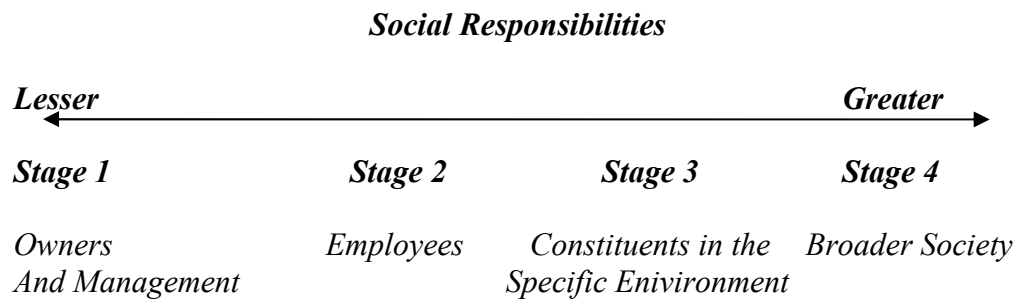 Social Responsibilities
Lesser Greater
Stage 1 Stage 2 Stage 3 Stage 4
Owners Employees Constituents in the Broader Society
And Management Specific Enivironment